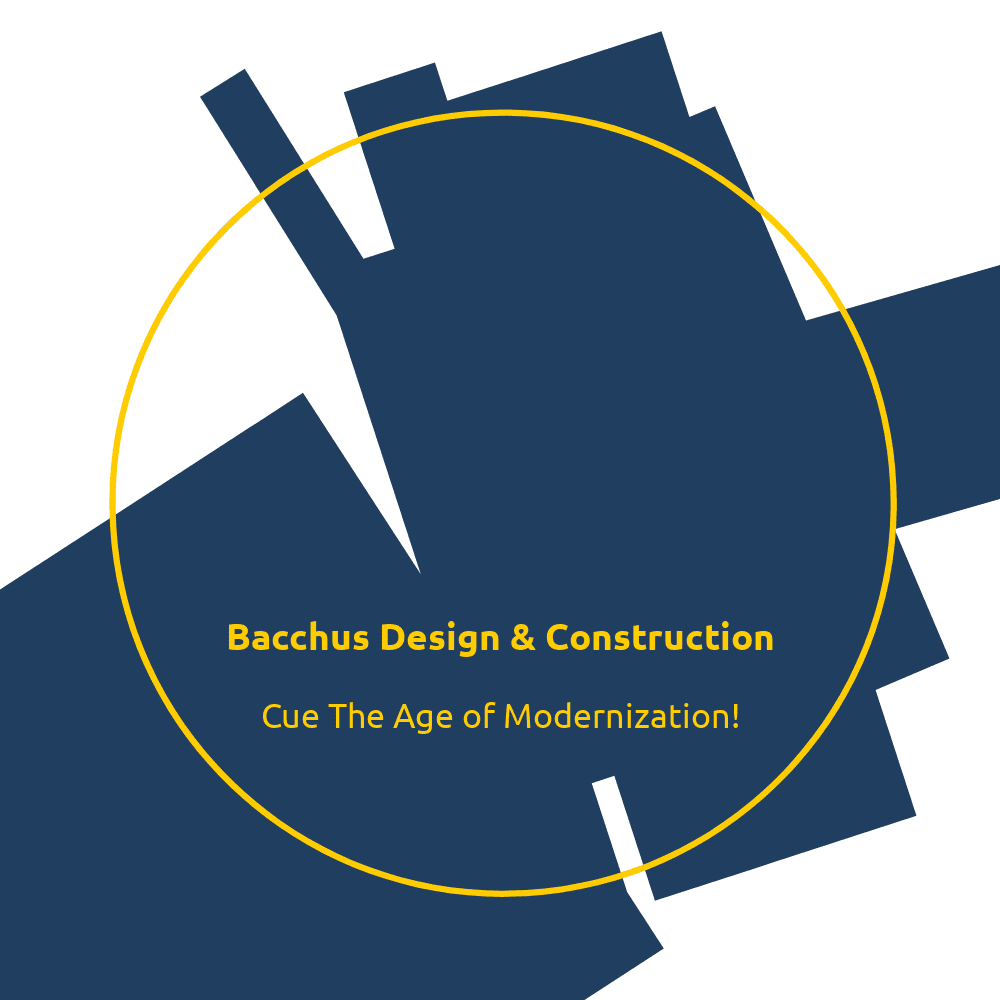 Bacchus Design & Construction
Cue The Age of Modernization!